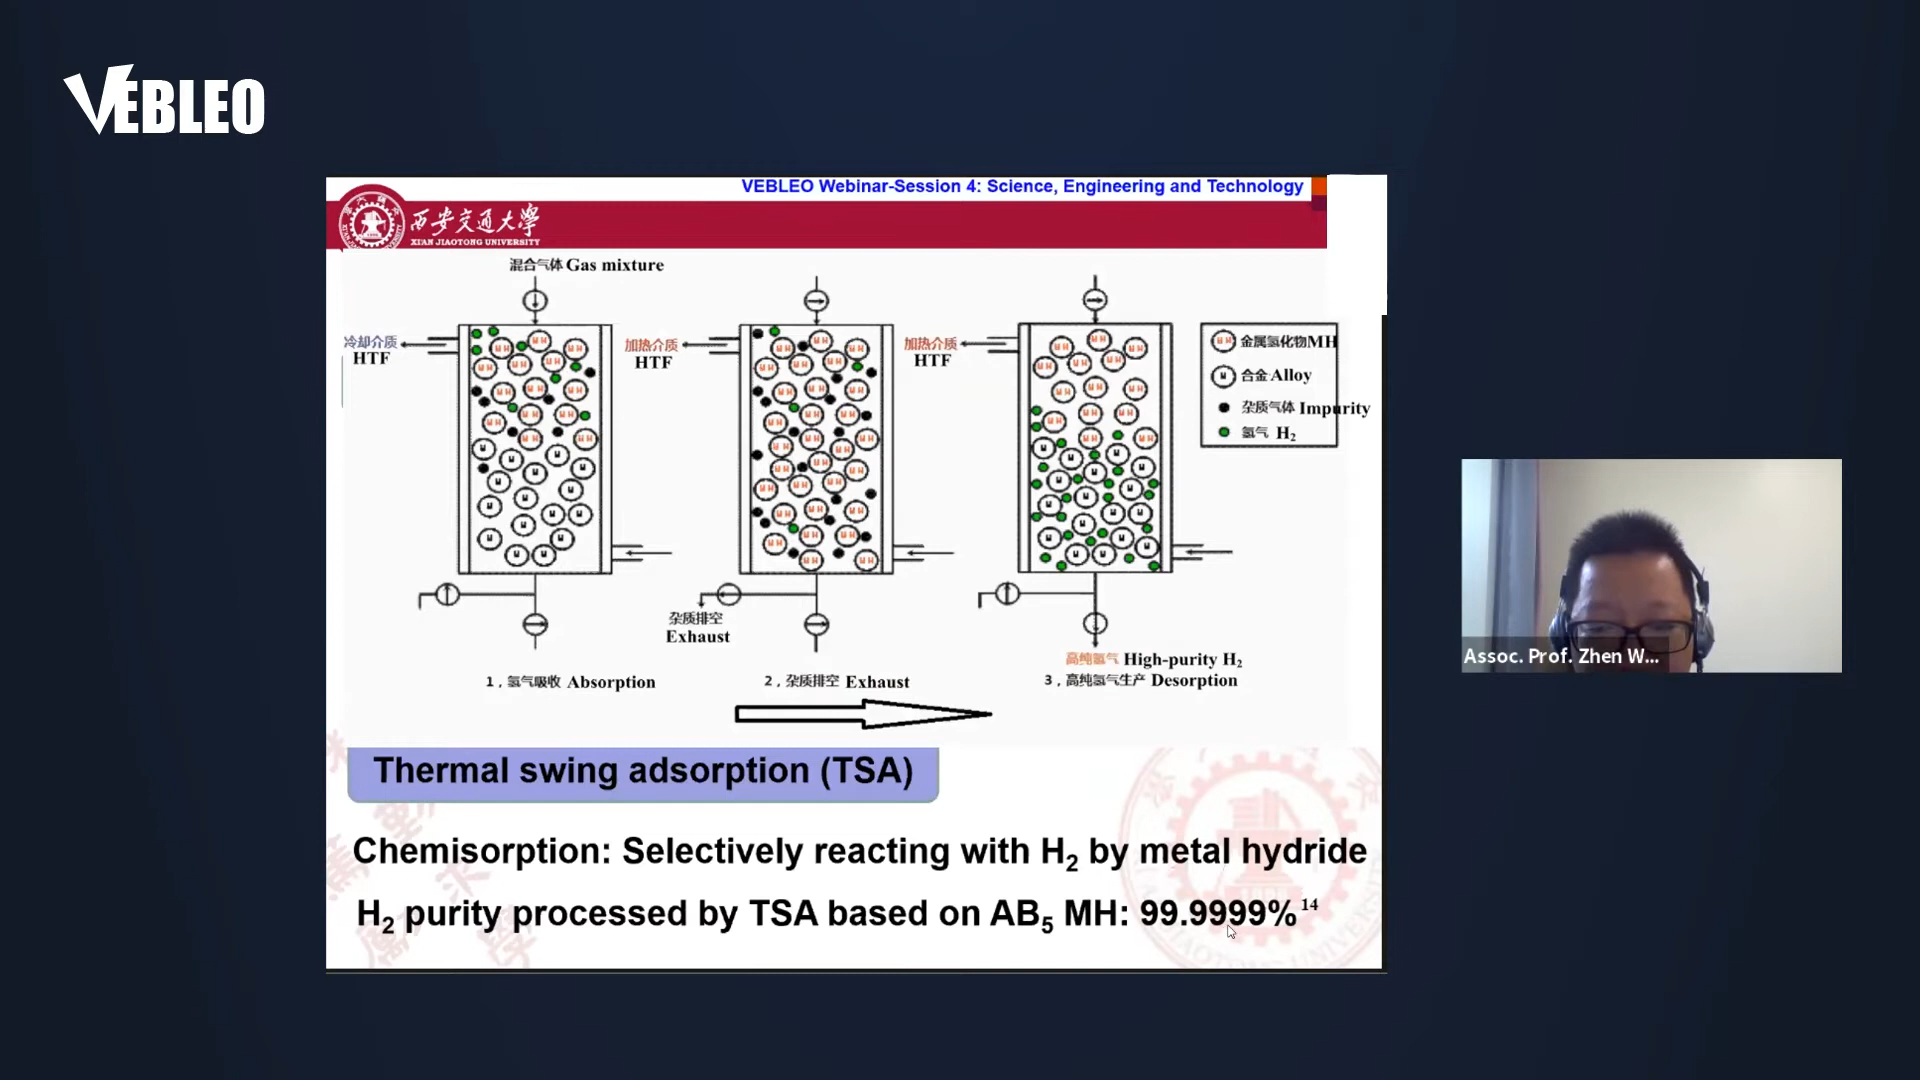 VEBLEO
VEBLEO Webinar-Session 4: Science, Engineering and Technology
西安交通大学
XI'AN JIAOTONG UNIVERSITY
混合气体 Gas mixture
冷却介质
HTF
加热介质
HTF
加热介质
HTF
MH 金属氢化物MH
M 合金 Alloy
杂质气体 Impurity
氢气 H₂
杂质排空
Exhaust
高纯氢气 High-purity H₂
1，氢气吸收 Absorption
2，杂质排空 Exhaust
3，高纯氢气生产 Desorption
Thermal swing adsorption (TSA)
Chemisorption: Selectively reacting with H₂ by metal hydride
H₂ purity processed by TSA based on AB₅ MH: 99.9999%¹⁴
Assoc. Prof. Zhen W...